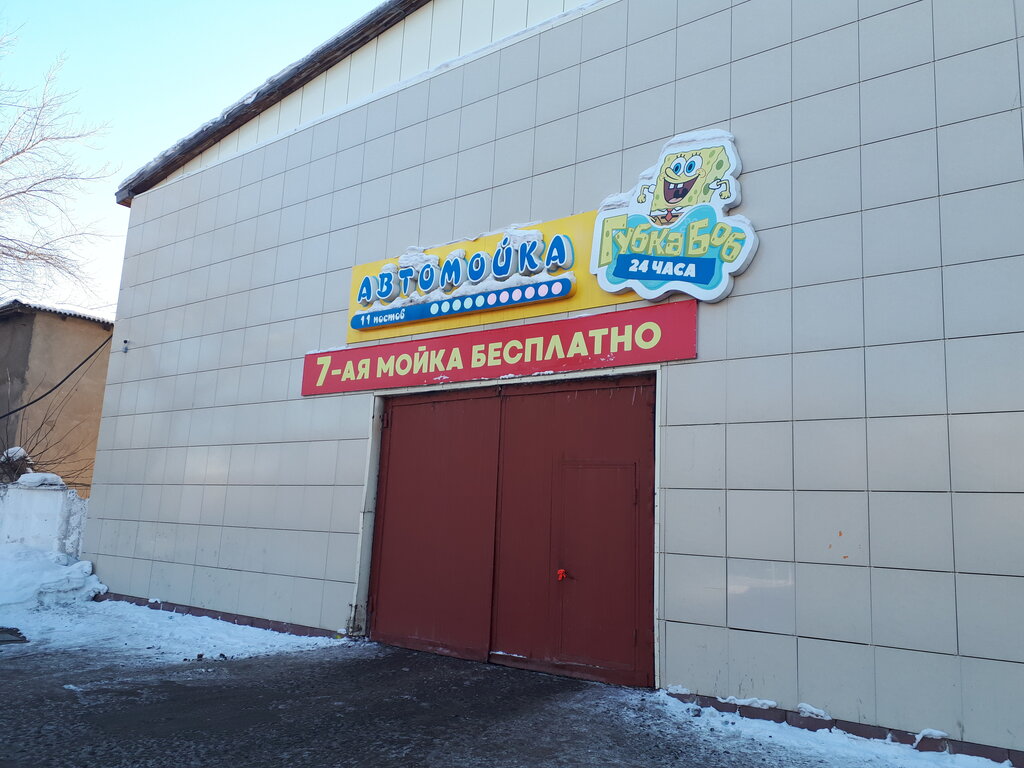 АВТОМОЙКА
11 постов
ГУБКА БОБ
24 ЧАСА
7-АЯ МОЙКА БЕСПЛАТНО